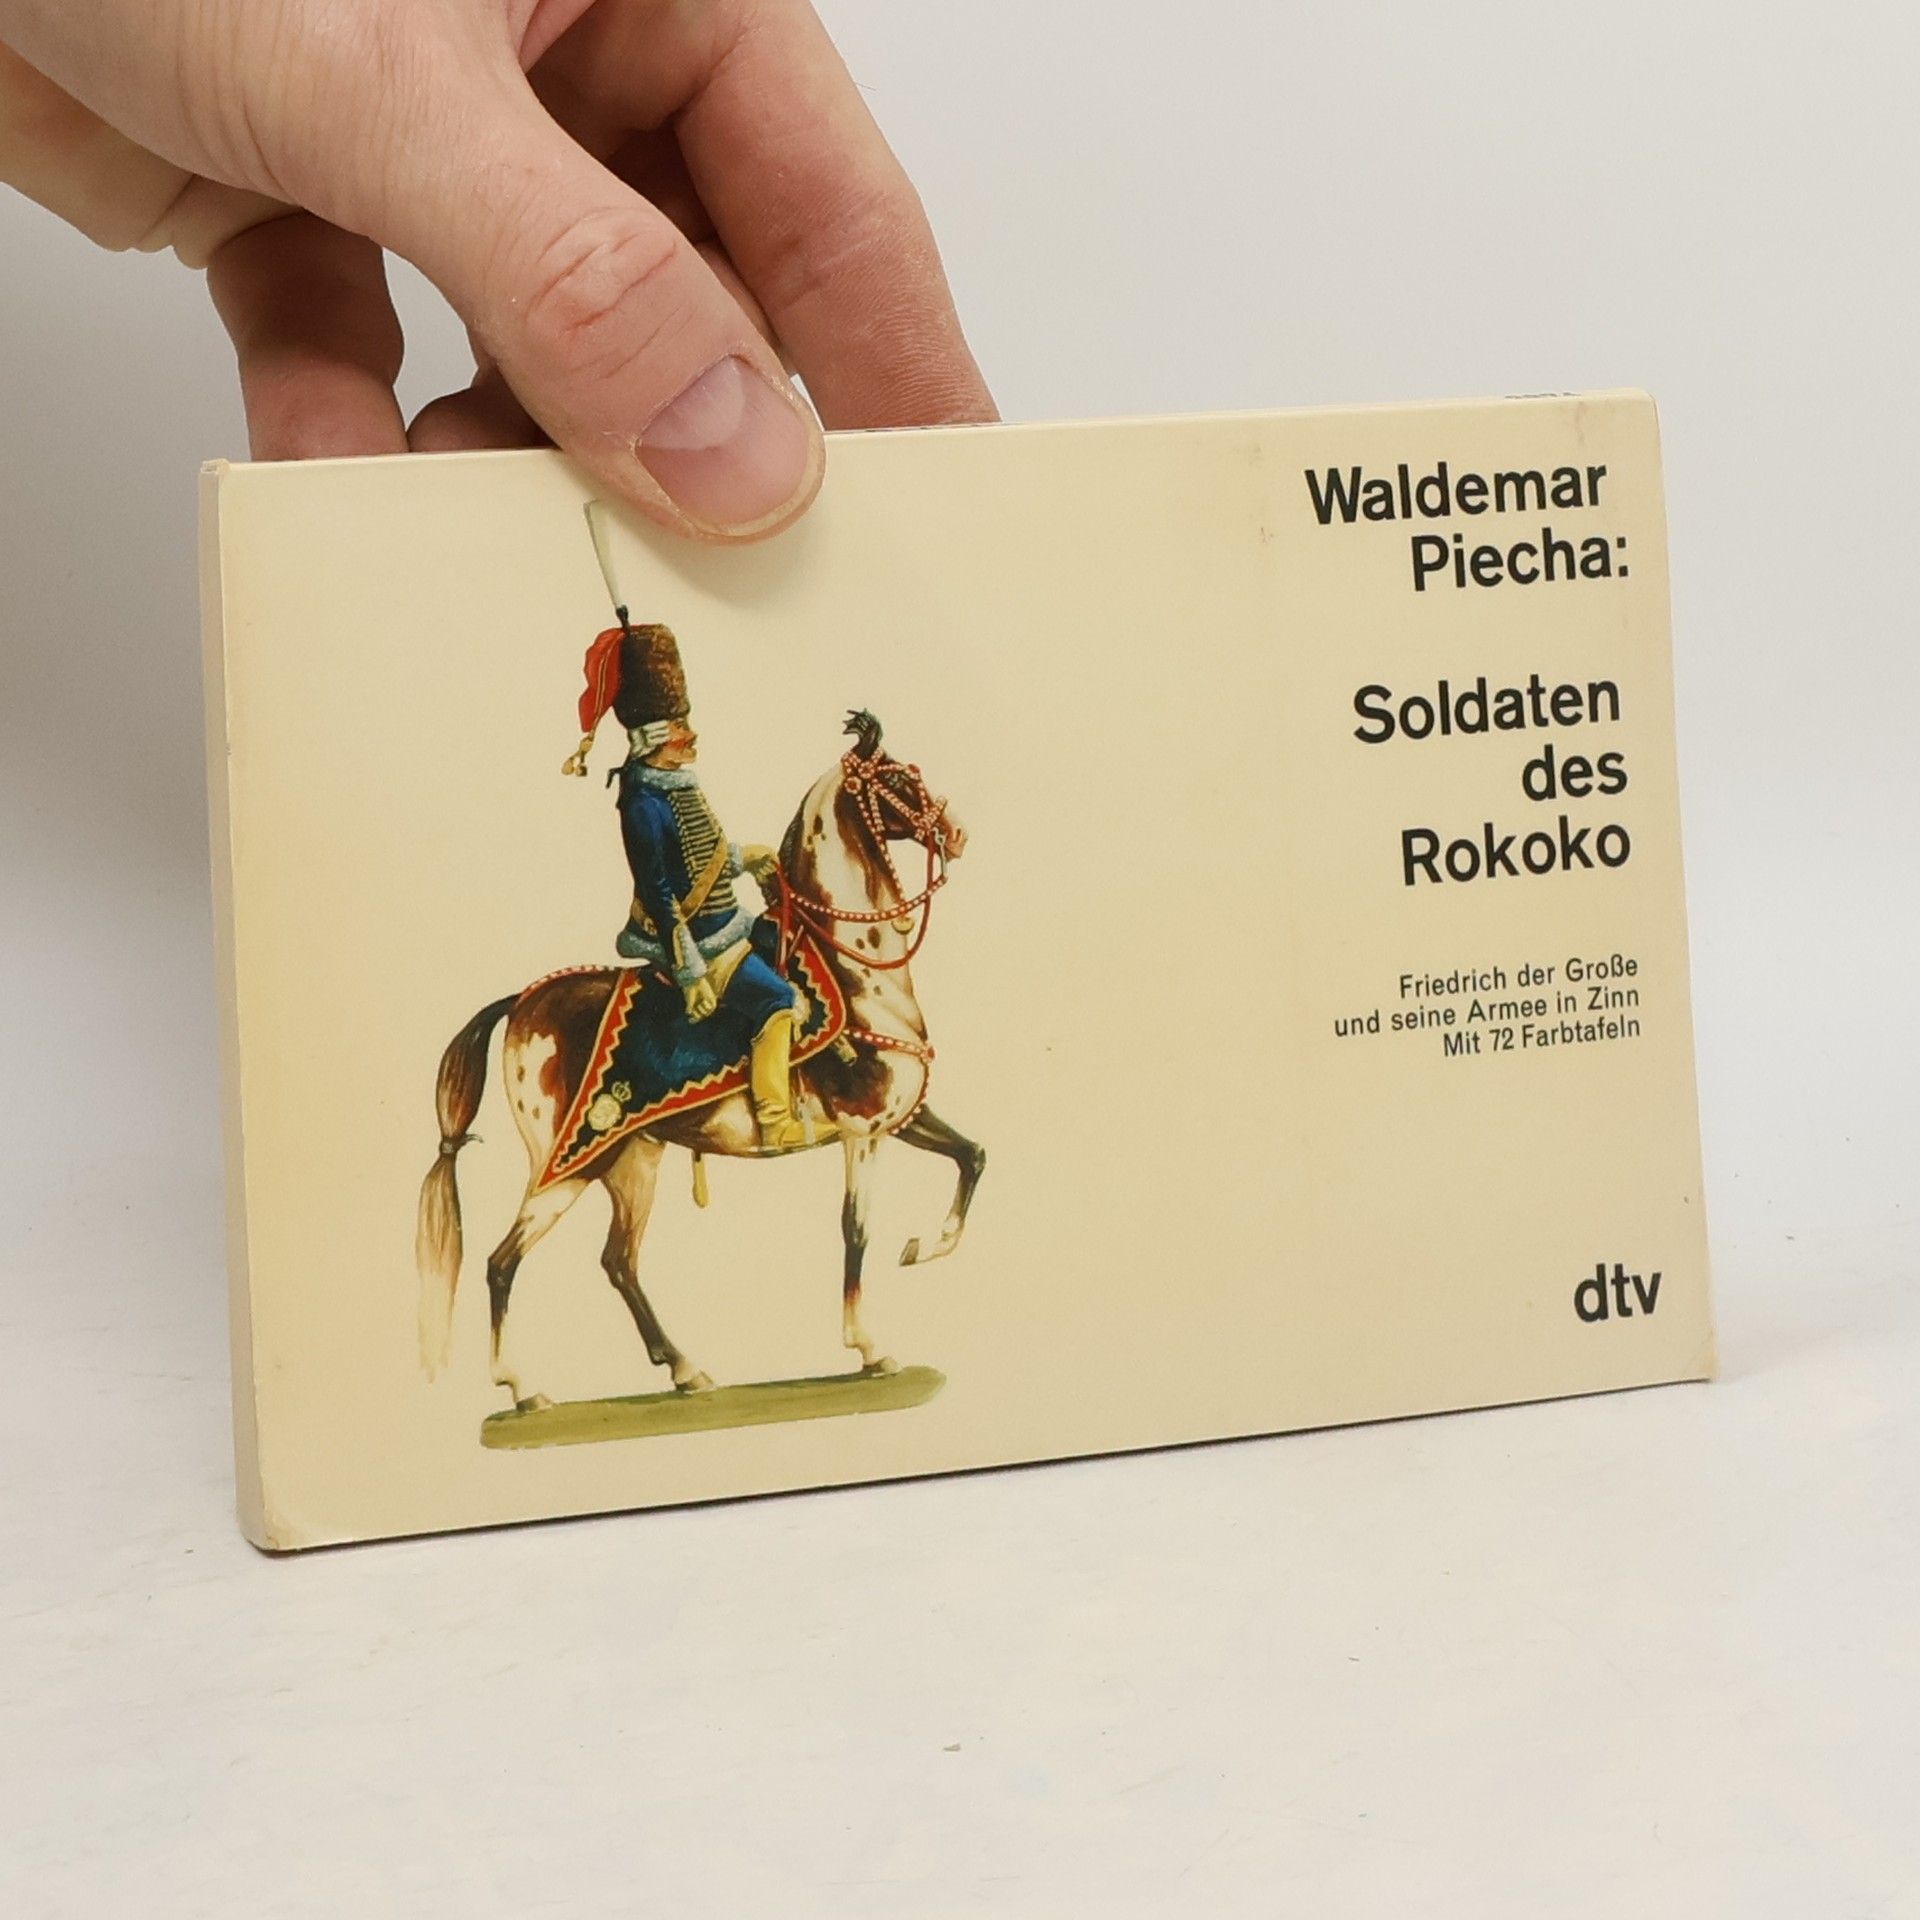 Waldemar
Piecha:
Soldaten
des
Rokoko
Friedrich der Große
und seine Armee in Zinn
Mit 72 Farbtafeln
dtv